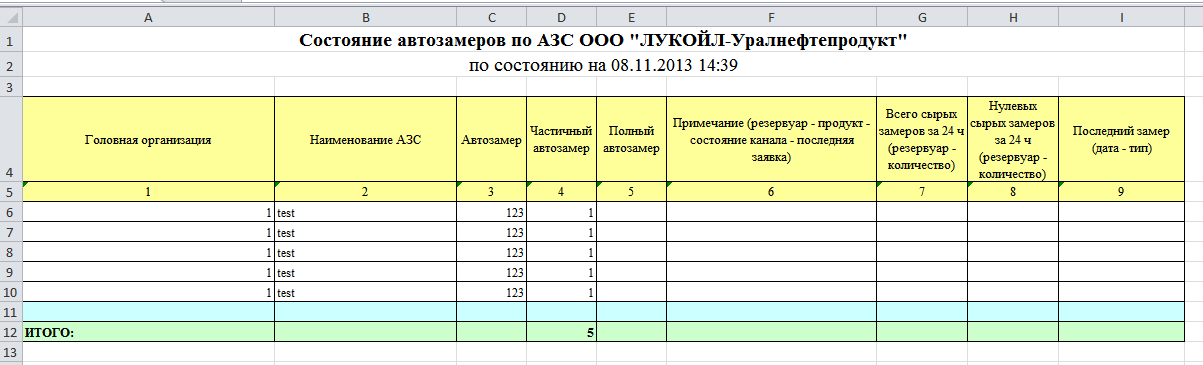 A B C D E F G H I
1 Состояние автозамеров по АЗС ООО "ЛУКОЙЛ-Уралнефтепродукт"
2 по состоянию на 08.11.2013 14:39
3
4
Головная организация
Наименование АЗС
Автозамер
Частичный
автозамер
Полный
автозамер
Примечание (резервуар - продукт -
состояние канала - последняя
заявка)
Всего сырых
замеров за 24 ч
(резервуар -
количество)
Нулевых
сырых замеров
за 24 ч
(резервуар -
количество)
Последний замер
(дата - тип)
5 1 2 3 4 5 6 7 8 9
6 1 test 123 1
7 1 test 123 1
8 1 test 123 1
9 1 test 123 1
10 1 test 123 1
11
12 ИТОГО: 5
13